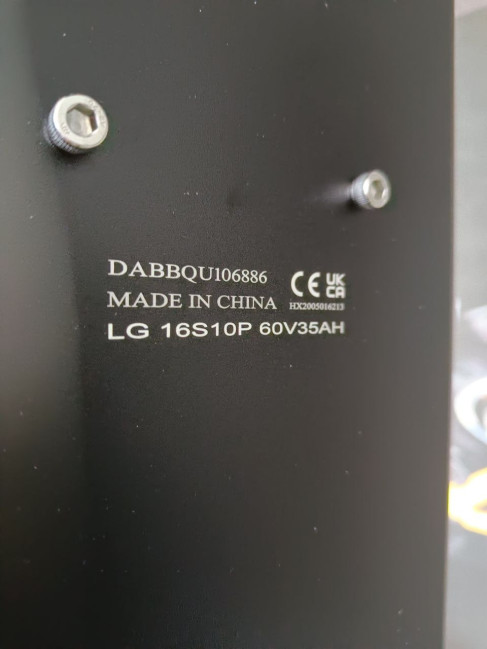 DABBQU106886
CE UK CA
MADE IN CHINA HX2005016213
LG 16S10P 60V35AH